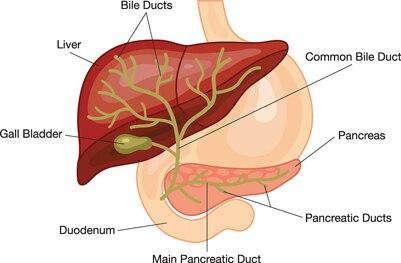 Bile Ducts
Liver
Common Bile Duct
Gall Bladder
Pancreas
Pancreatic Ducts
Duodenum
Main Pancreatic Duct